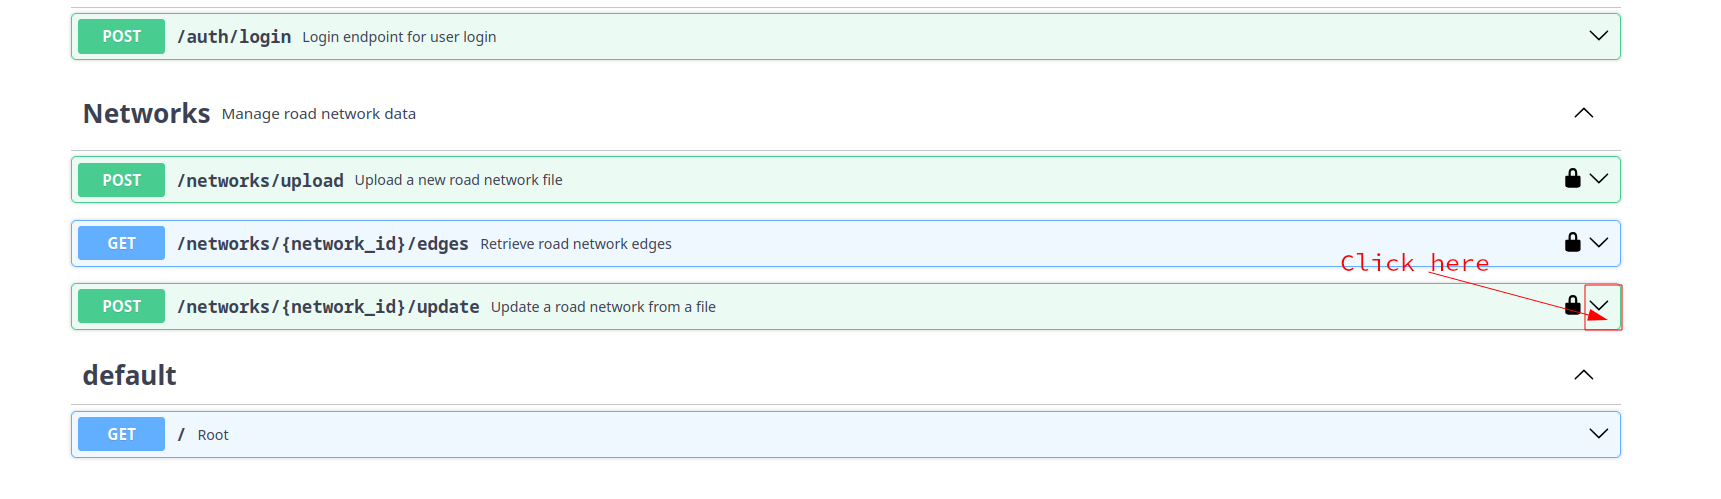 POST /auth/login Login endpoint for user login
Networks Manage road network data
POST /networks/upload Upload a new road network file
GET /networks/{network_id}/edges Retrieve road network edges
Click here
POST /networks/{network_id}/update Update a road network from a file
default
GET / Root